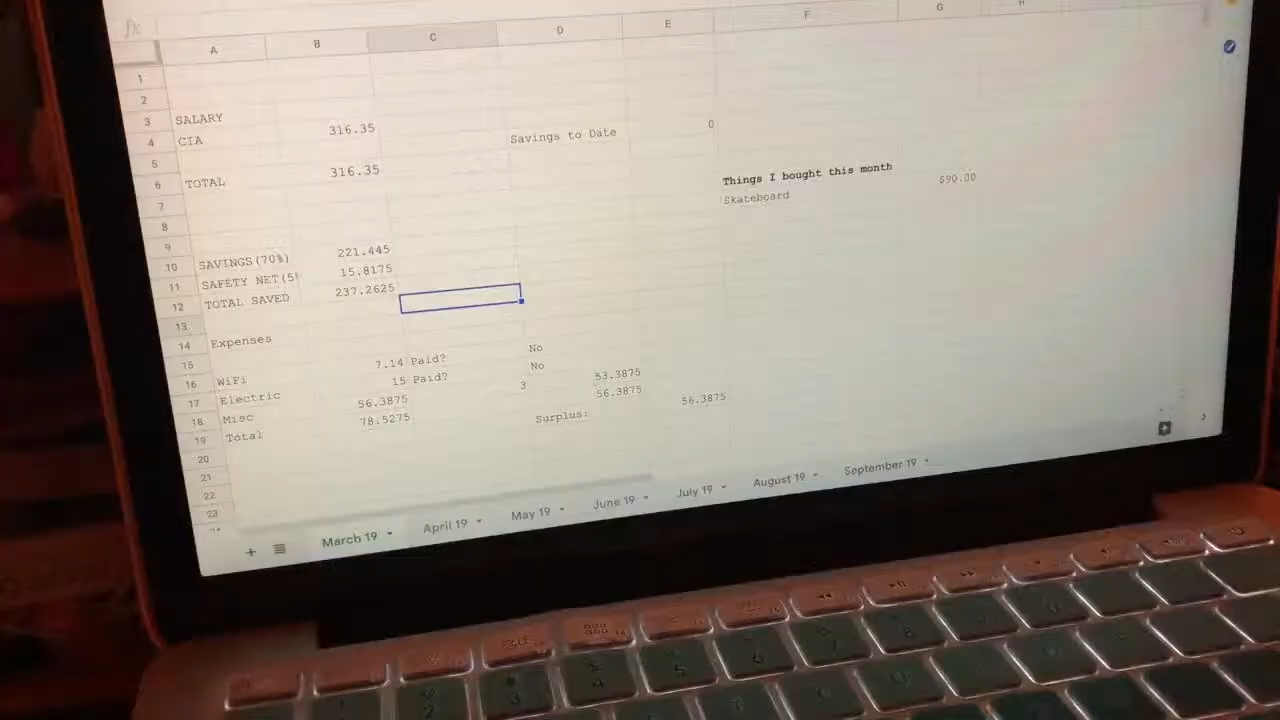 fx
A B C D E F G H
1
2
3 SALARY
4 CIA 316.35 Savings to Date 0
5
6 TOTAL 316.35 Things I bought this month
7 Skateboard $90.00
8
9
10 SAVINGS(70%) 221.445
11 SAFETY NET(5% 15.8175
12 TOTAL SAVED 237.2625
13
14 Expenses
15
16 WiFi 7.14 Paid? No
17 Electric 15 Paid? No
18 Misc 56.3875 3 53.3875
19 Total 78.5275 56.3875
20 Surplus: 56.3875
21
22
23
+ March 19 April 19 May 19 June 19 July 19 August 19 September 19